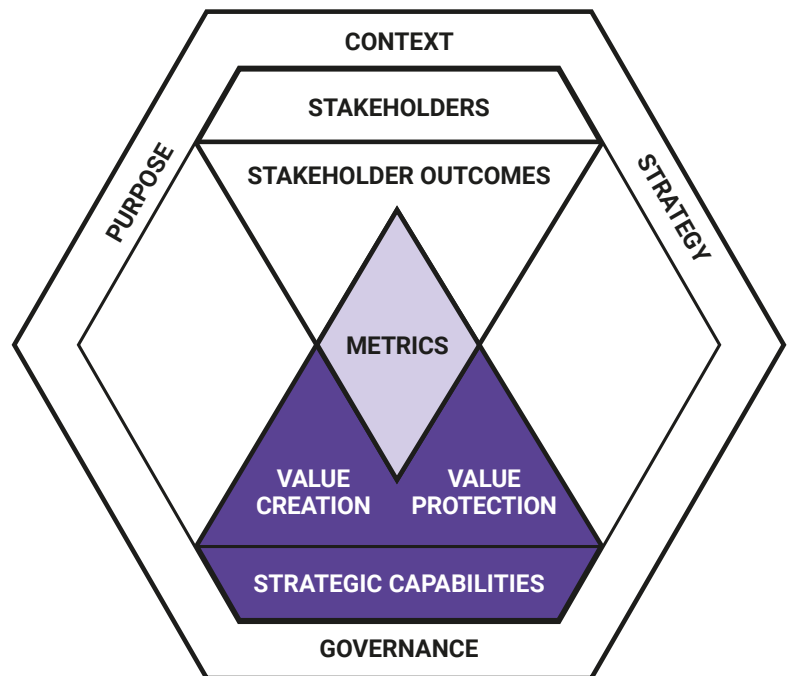 CONTEXT
STAKEHOLDERS
PURPOSE
STRATEGY
STAKEHOLDER OUTCOMES
METRICS
VALUE
CREATION
VALUE
PROTECTION
STRATEGIC CAPABILITIES
GOVERNANCE